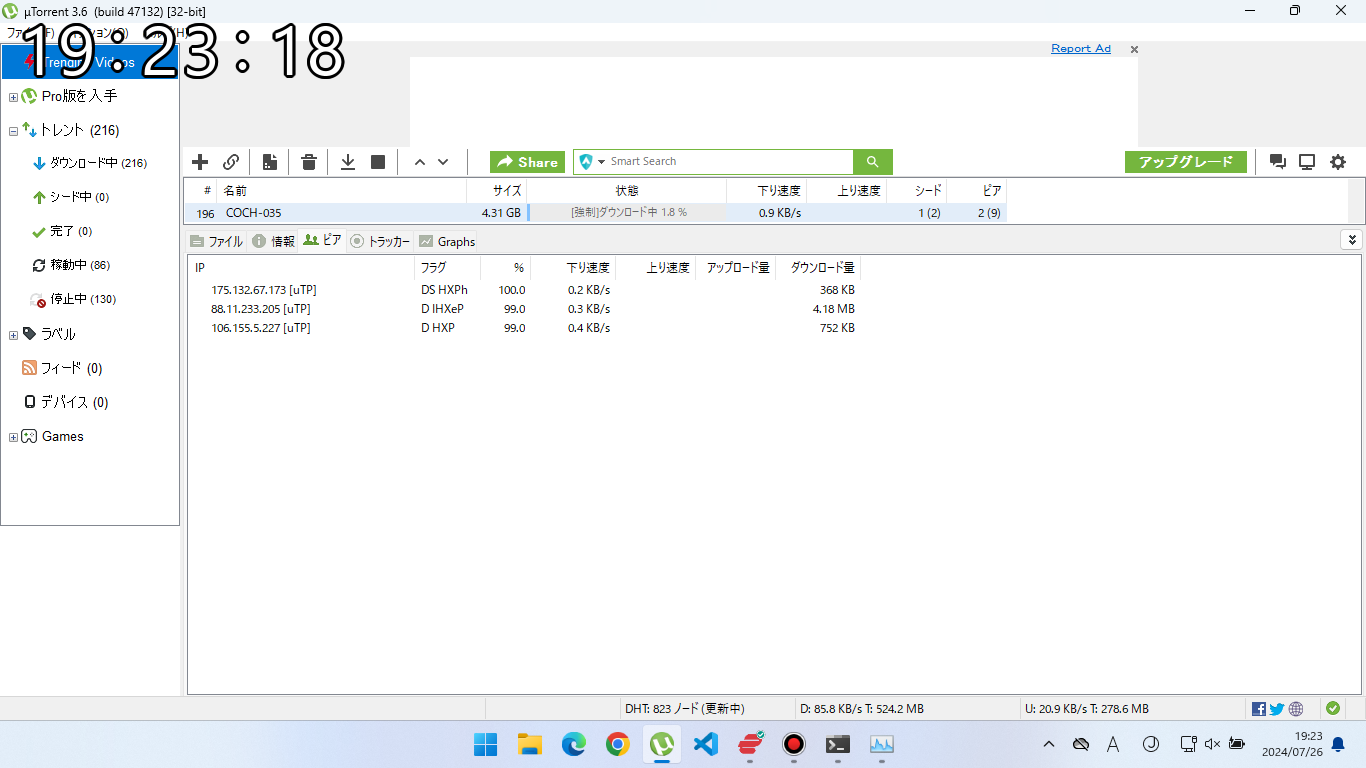 µTorrent 3.6 (build 47132) [32-bit]
19:23:18
Report Ad
Trending Videos
Pro版を入手
トレント (216)
ダウンロード中 (216)
シード中 (0)
完了 (0)
稼動中 (86)
停止中 (130)
ラベル
フィード (0)
デバイス (0)
Games
Share
Smart Search
アップグレード
# 名前 サイズ 状態 下り速度 上り速度 シード ピア
196 COCH-035 4.31 GB [強制]ダウンロード中 1.8 % 0.9 KB/s 1 (2) 2 (9)
ファイル 情報 ピア トラッカー Graphs
IP フラグ % 下り速度 上り速度 アップロード量 ダウンロード量
175.132.67.173 [uTP] DS HXPh 100.0 0.2 KB/s 368 KB
88.11.233.205 [uTP] D IHXeP 99.0 0.3 KB/s 4.18 MB
106.155.5.227 [uTP] D HXP 99.0 0.4 KB/s 752 KB
DHT: 823 ノード (更新中) D: 85.8 KB/s T: 524.2 MB U: 20.9 KB/s T: 278.6 MB
A
19:23
2024/07/26